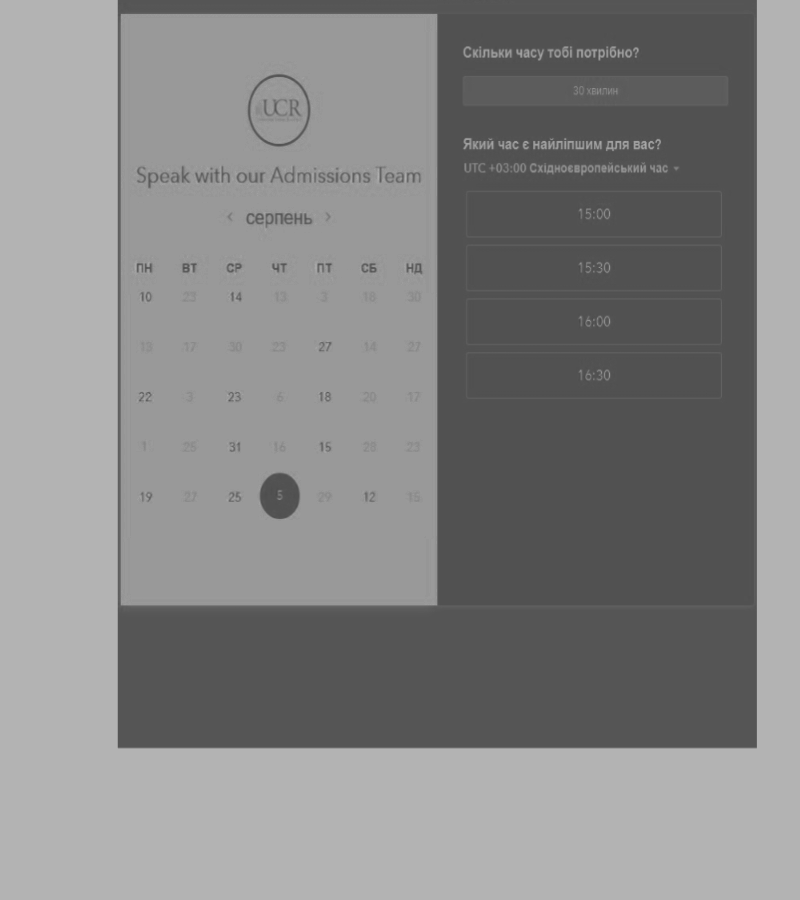 UCR
Speak with our Admissions Team
серпень
ПН ВТ СР ЧТ ПТ СБ НД
10 23 14 13 3 18 30
13 17 30 23 27 14 27
22 3 23 6 18 20 17
1 25 31 16 15 28 23
19 27 25 5 29 12 15
Скільки часу тобі потрібно?
30 хвилин
Який час є найліпшим для вас?
UTC +03:00 Східноєвропейський час
15:00
15:30
16:00
16:30